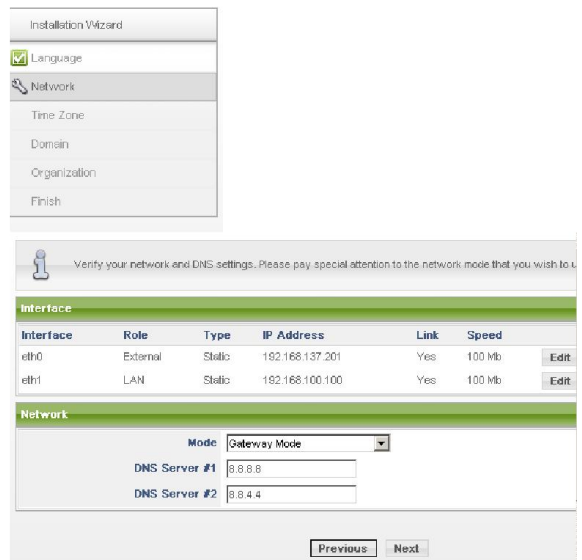 Installation Wizard
Language
Network
Time Zone
Domain
Organization
Finish
Verify your network and DNS settings. Please pay special attention to the network mode that you wish to u
Interface
Interface Role Type IP Address Link Speed
eth0 External Static 192.168.137.201 Yes 100 Mb Edit
eth1 LAN Static 192.168.100.100 Yes 100 Mb Edit
Network
Mode Gateway Mode
DNS Server #1 8.8.8.8
DNS Server #2 8.8.4.4
Previous Next